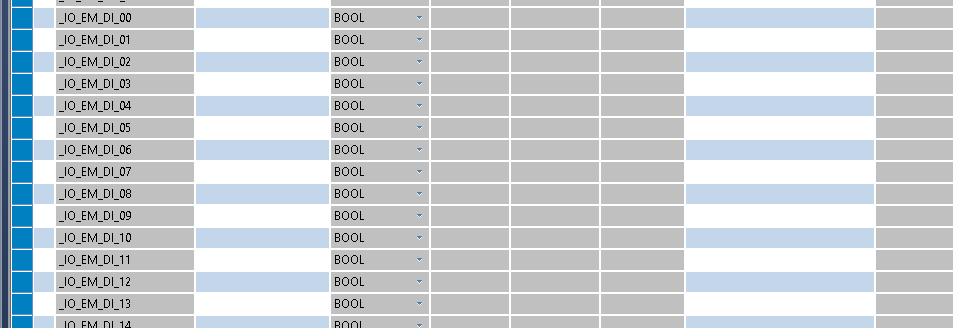 _IO_EM_DI_00 BOOL
_IO_EM_DI_01 BOOL
_IO_EM_DI_02 BOOL
_IO_EM_DI_03 BOOL
_IO_EM_DI_04 BOOL
_IO_EM_DI_05 BOOL
_IO_EM_DI_06 BOOL
_IO_EM_DI_07 BOOL
_IO_EM_DI_08 BOOL
_IO_EM_DI_09 BOOL
_IO_EM_DI_10 BOOL
_IO_EM_DI_11 BOOL
_IO_EM_DI_12 BOOL
_IO_EM_DI_13 BOOL
_IO_EM_DI_14 BOOL